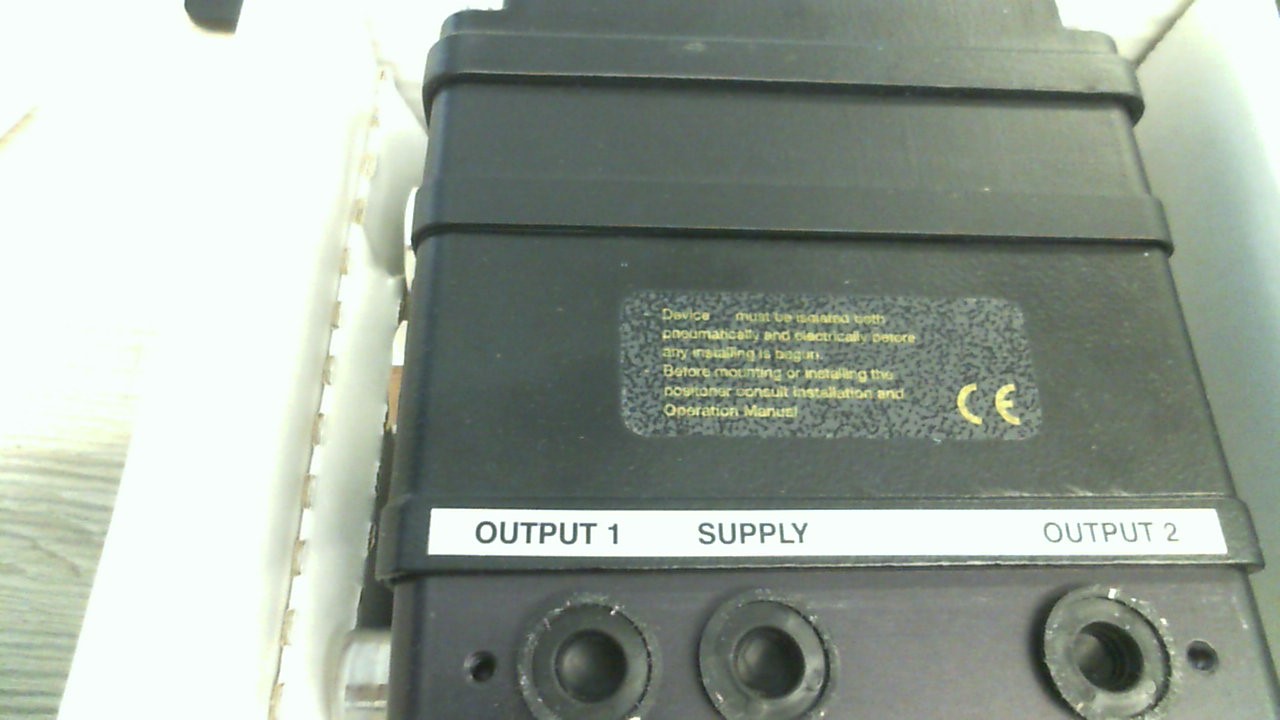 - Device must be isolated both
pneumatically and electrically before
any installing is begun.
- Before mounting or installing the
positioner consult Installation and
Operation Manual
CE
OUTPUT 1 SUPPLY OUTPUT 2